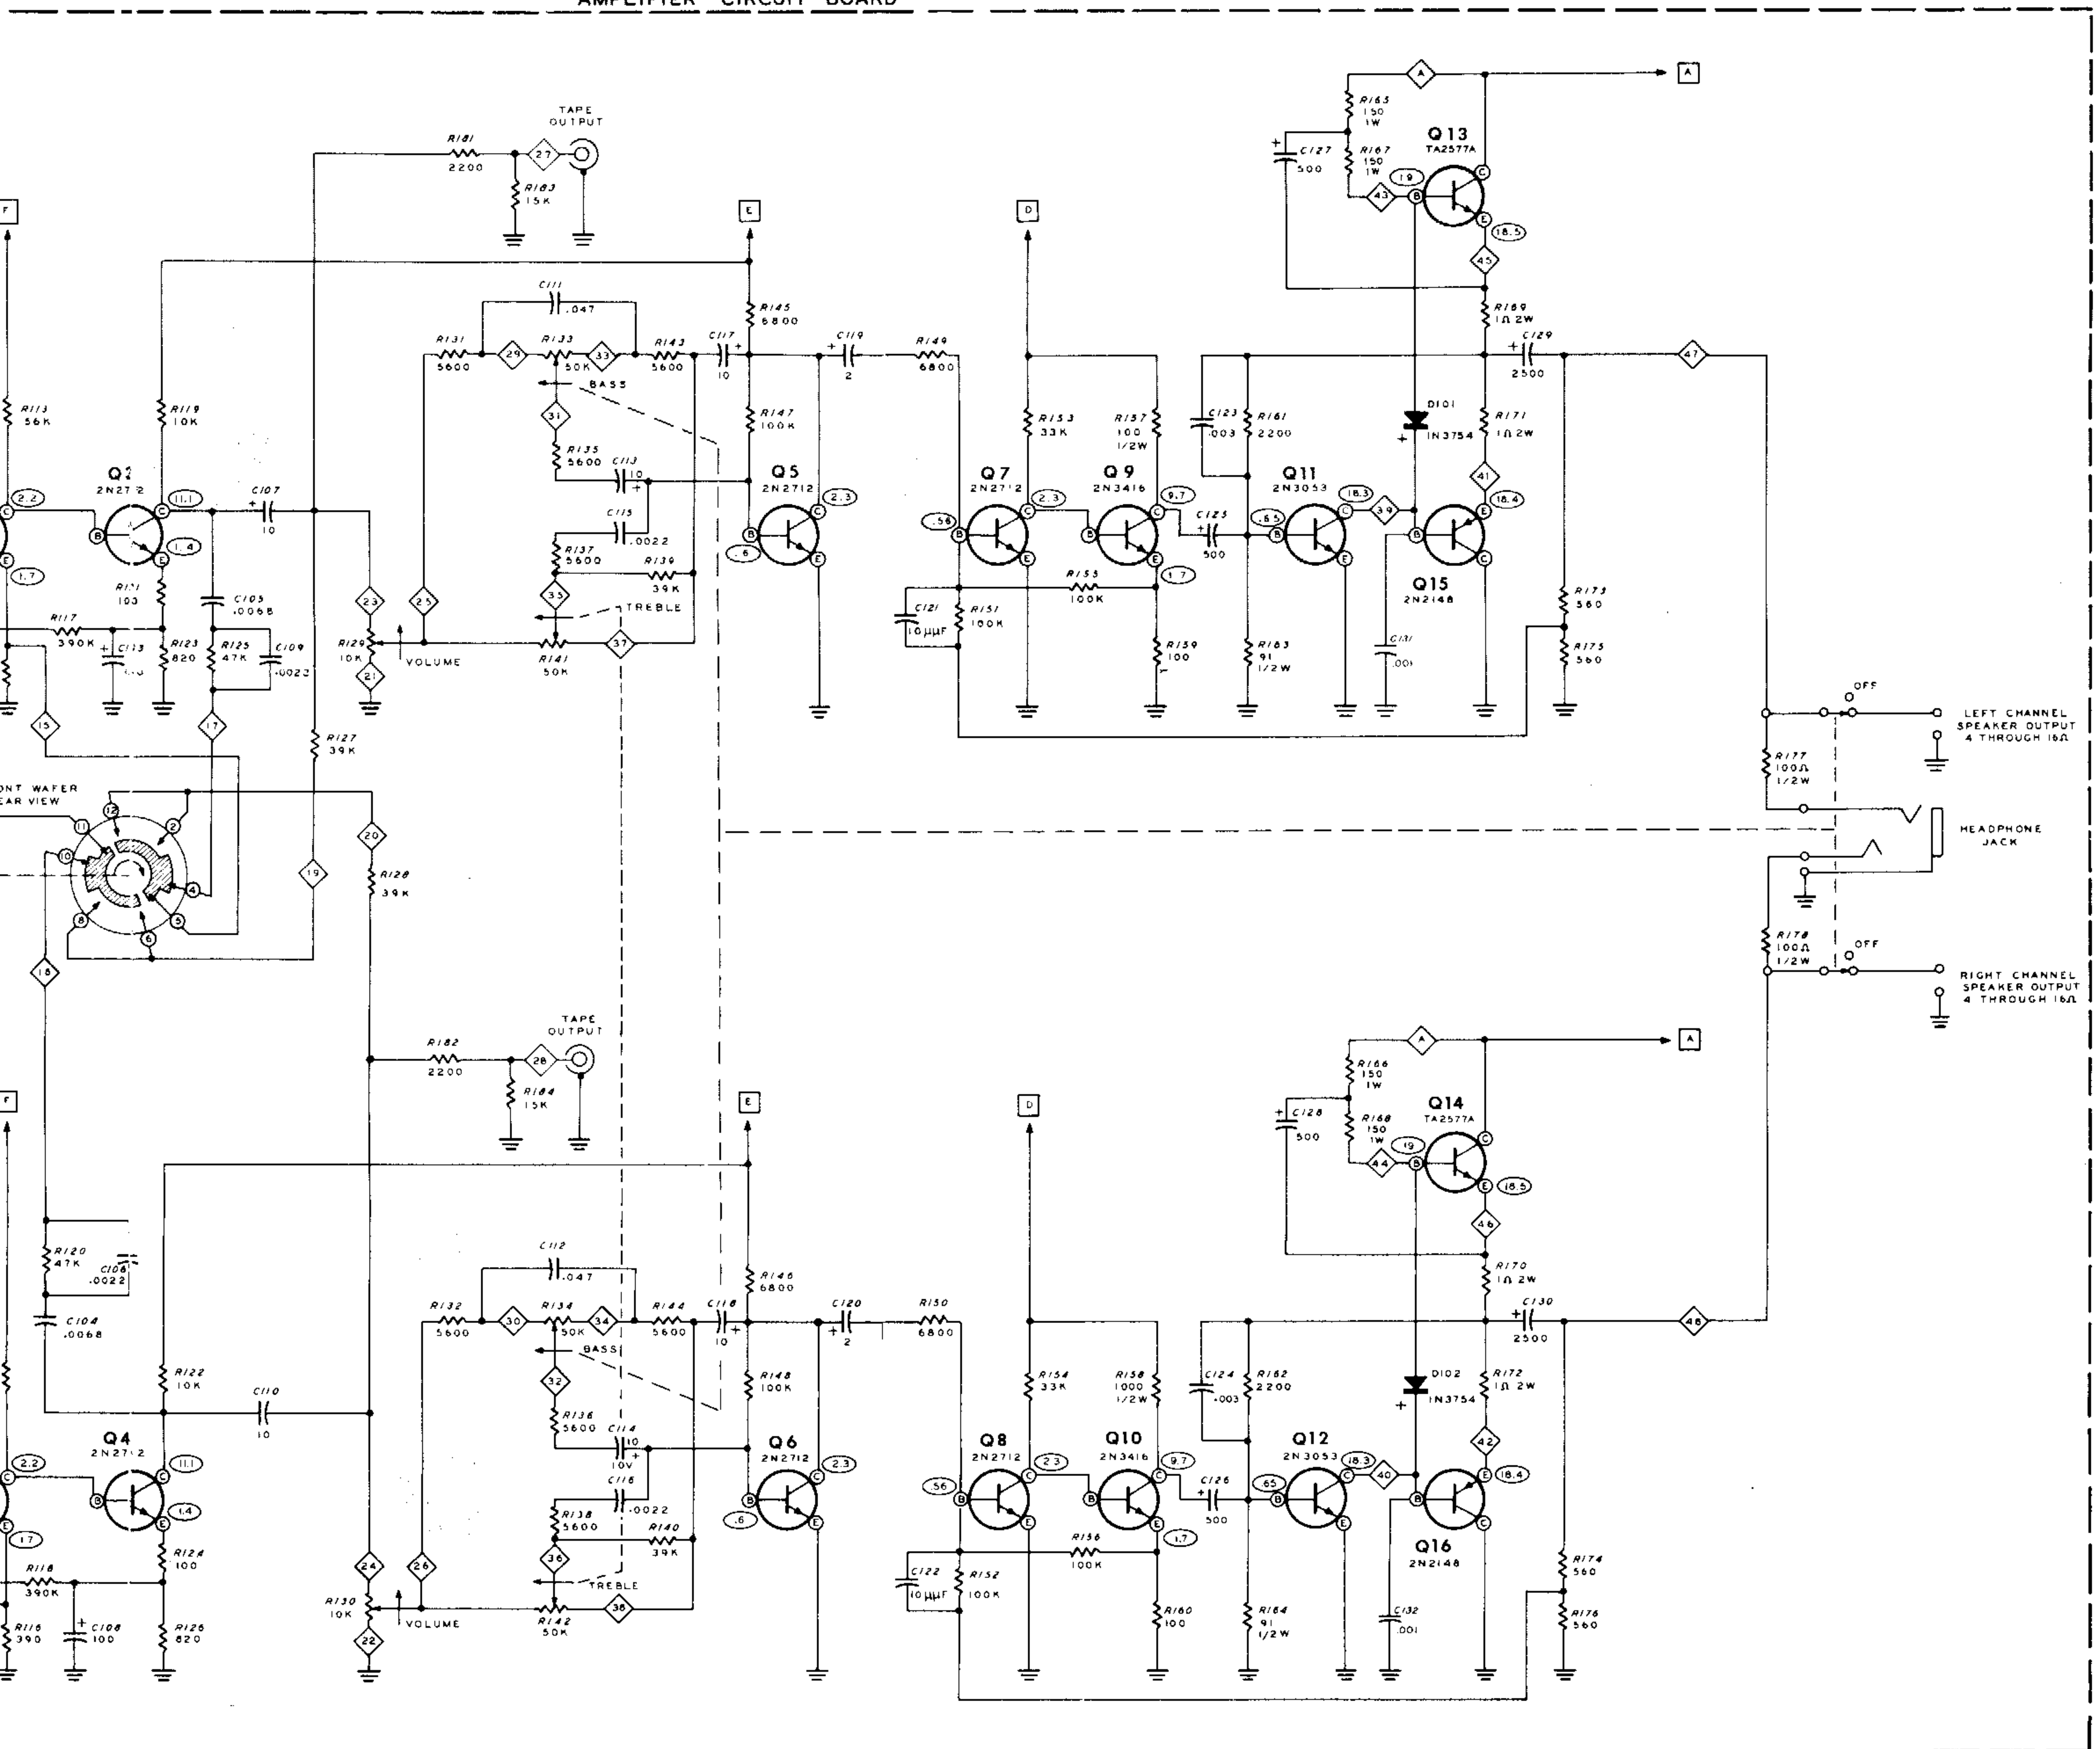 AMPLIFIER CIRCUIT BOARD
A
A
R165
150
1W
Q13
TA2577A
C127
500
+
R167
150
1W
43
19
B
C
E
18.5
45
TAPE
OUTPUT
R181
2200
27
R183
15K
F
E
D
C111
.047
R145
6800
R169
1Ω 2W
R131
5600
29
R133
50K
33
R143
5600
C117
+
10
C119
+
2
R149
6800
C129
+
2500
47
BASS
31
R113
56K
R119
10K
R147
100K
R153
33K
R157
100
1/2W
C123
.003
R161
2200
D101
+
1N3754
R171
1Ω 2W
R135
5600
C113
10
+
Q2
2N2712
Q5
2N2712
Q7
2N2712
Q9
2N3416
Q11
2N3053
41
C
2.2
C
11.1
C107
+
10
C
2.3
C
2.3
C
9.7
C
18.3
39
E
18.4
B
C115
.0022
B
.6
.56
B
B
C125
+
500
.65
B
B
E
1.7
E
1.4
R137
5600
R139
39K
E
E
E
1.7
E
C
Q15
2N2148
R155
100K
R121
100
C105
.0068
23
25
35
TREBLE
C121
10µµF
R151
100K
R173
560
R117
390K
C113
+
R123
820
R125
47K
C109
.0022
R129
10K
VOLUME
R141
50K
37
R159
100
R163
91
1/2W
C131
.001
R175
560
21
15
17
R127
39K
OFF
LEFT CHANNEL
SPEAKER OUTPUT
4 THROUGH 16Ω
R177
100Ω
1/2W
ONT WAFER
EAR VIEW
12
11
2
10
4
8
5
6
20
19
R128
39K
HEADPHONE
JACK
18
R178
100Ω
1/2W
OFF
RIGHT CHANNEL
SPEAKER OUTPUT
4 THROUGH 16Ω
TAPE
OUTPUT
R182
2200
28
R184
15K
A
A
R166
150
1W
Q14
TA2577A
C128
+
500
R168
150
1W
44
19
B
C
E
18.5
46
F
E
D
R120
47K
C106
.0022
C104
.0068
C112
.047
R146
6800
R170
1Ω 2W
R132
5600
30
R134
50K
34
R144
5600
C118
+
10
C120
+
2
R150
6800
C130
+
2500
48
BASS
32
R122
10K
R148
100K
R154
33K
R158
1000
1/2W
C124
.003
R162
2200
D102
+
1N3754
R172
1Ω 2W
C110
10
R136
5600
C114
10
+
10V
Q4
2N2712
Q6
2N2712
Q8
2N2712
Q10
2N3416
Q12
2N3053
42
C
2.2
C
11.1
C
2.3
C
2.3
C
9.7
C
18.3
40
E
18.4
B
C116
.0022
B
.6
.56
B
B
C126
+
500
.65
B
B
E
1.7
E
1.4
R138
5600
R140
39K
E
E
E
1.7
E
C
Q16
2N2148
R156
100K
R124
100
R118
390K
24
26
36
TREBLE
C122
10µµF
R152
100K
R174
560
R116
390
C108
+
100
R126
820
R130
10K
VOLUME
R142
50K
38
R160
100
R164
91
1/2W
C132
.001
R176
560
22